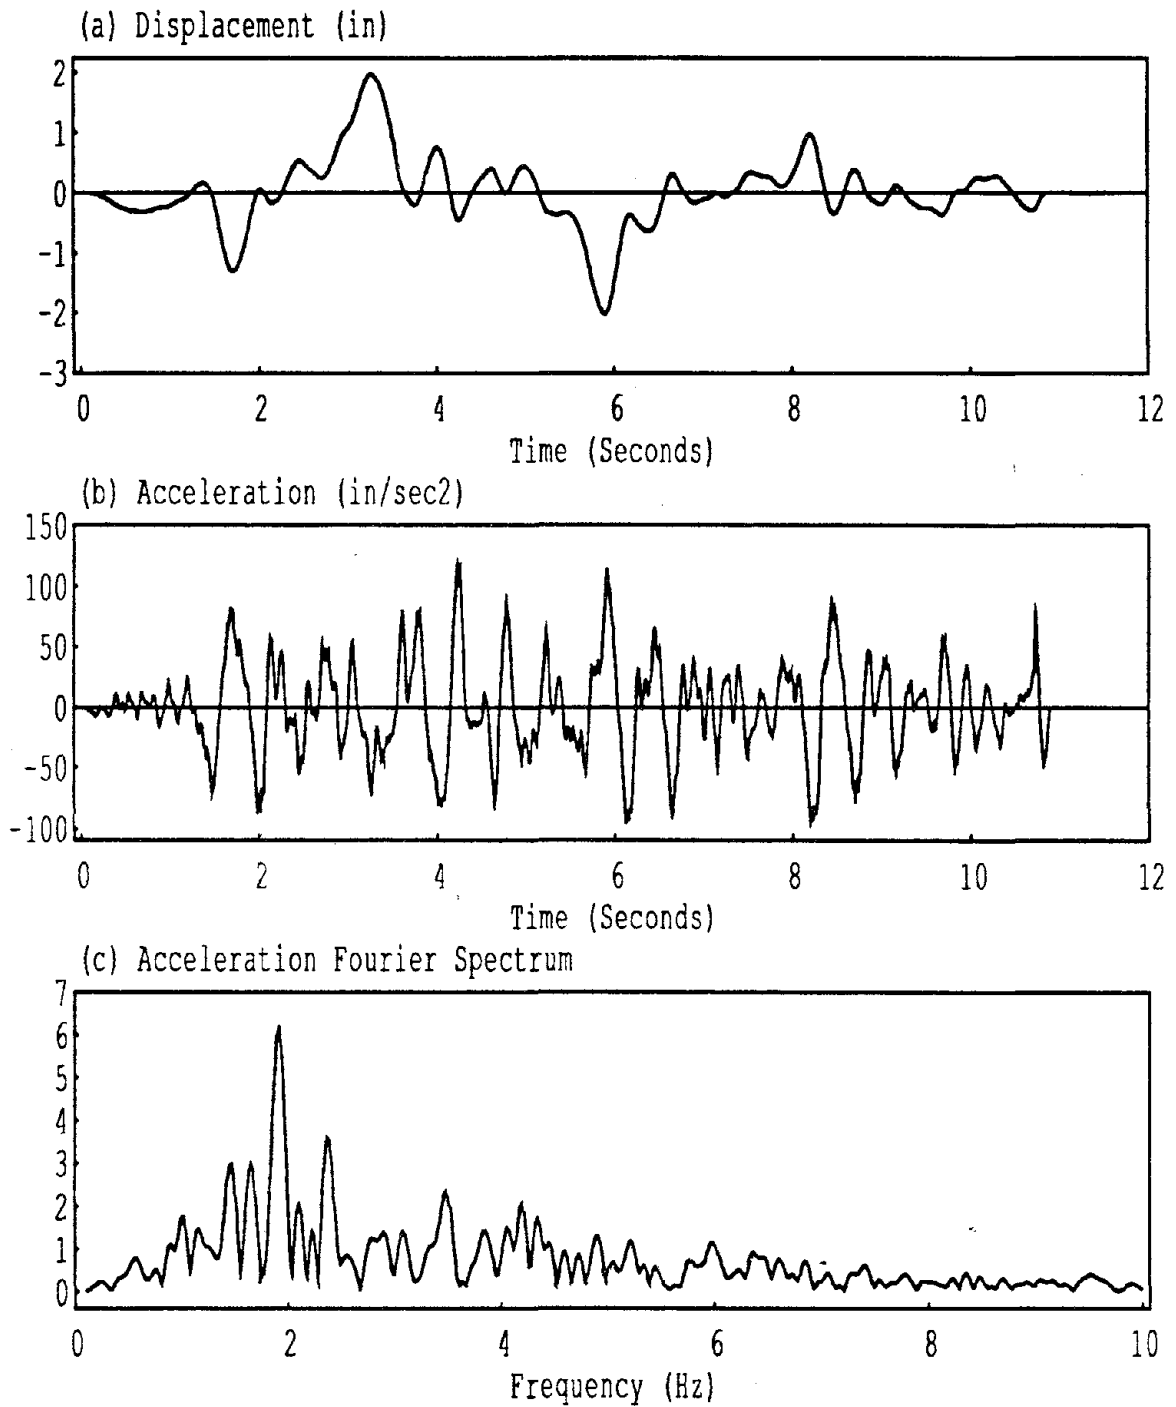 (a) Displacement (in)
2
1
0
-1
-2
-3
0 2 4 6 8 10 12
Time (Seconds)
(b) Acceleration (in/sec2)
150
100
50
0
-50
-100
0 2 4 6 8 10 12
Time (Seconds)
(c) Acceleration Fourier Spectrum
7
6
5
4
3
2
1
0
0 2 4 6 8 10
Frequency (Hz)